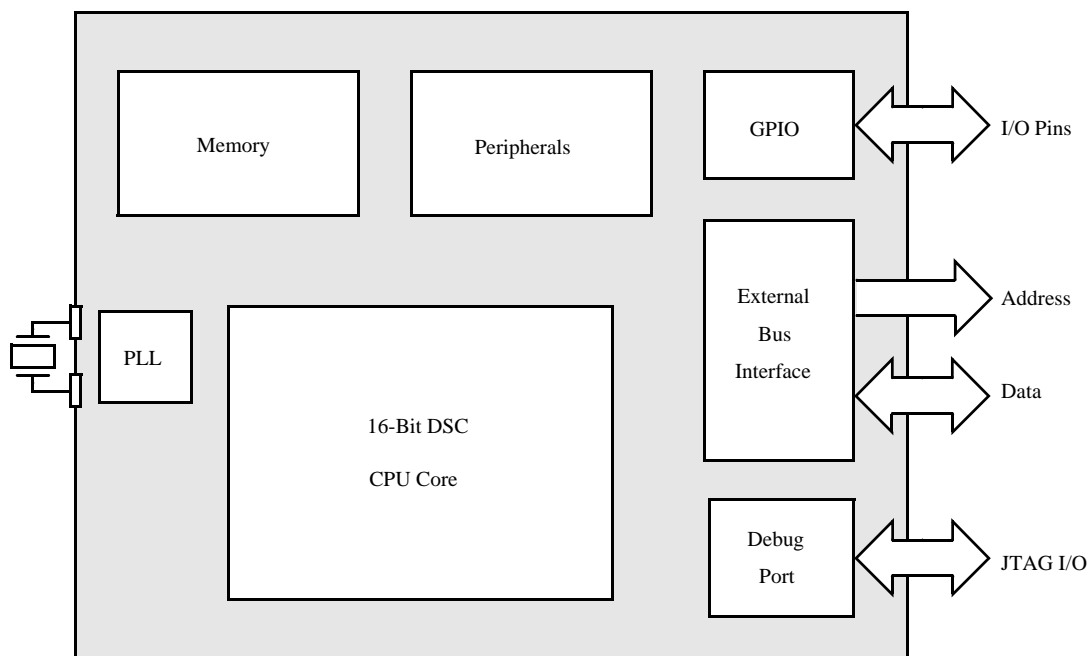 Memory
Peripherals
GPIO
I/O Pins
External
Bus
Interface
Address
Data
PLL
16-Bit DSC
CPU Core
Debug
Port
JTAG I/O